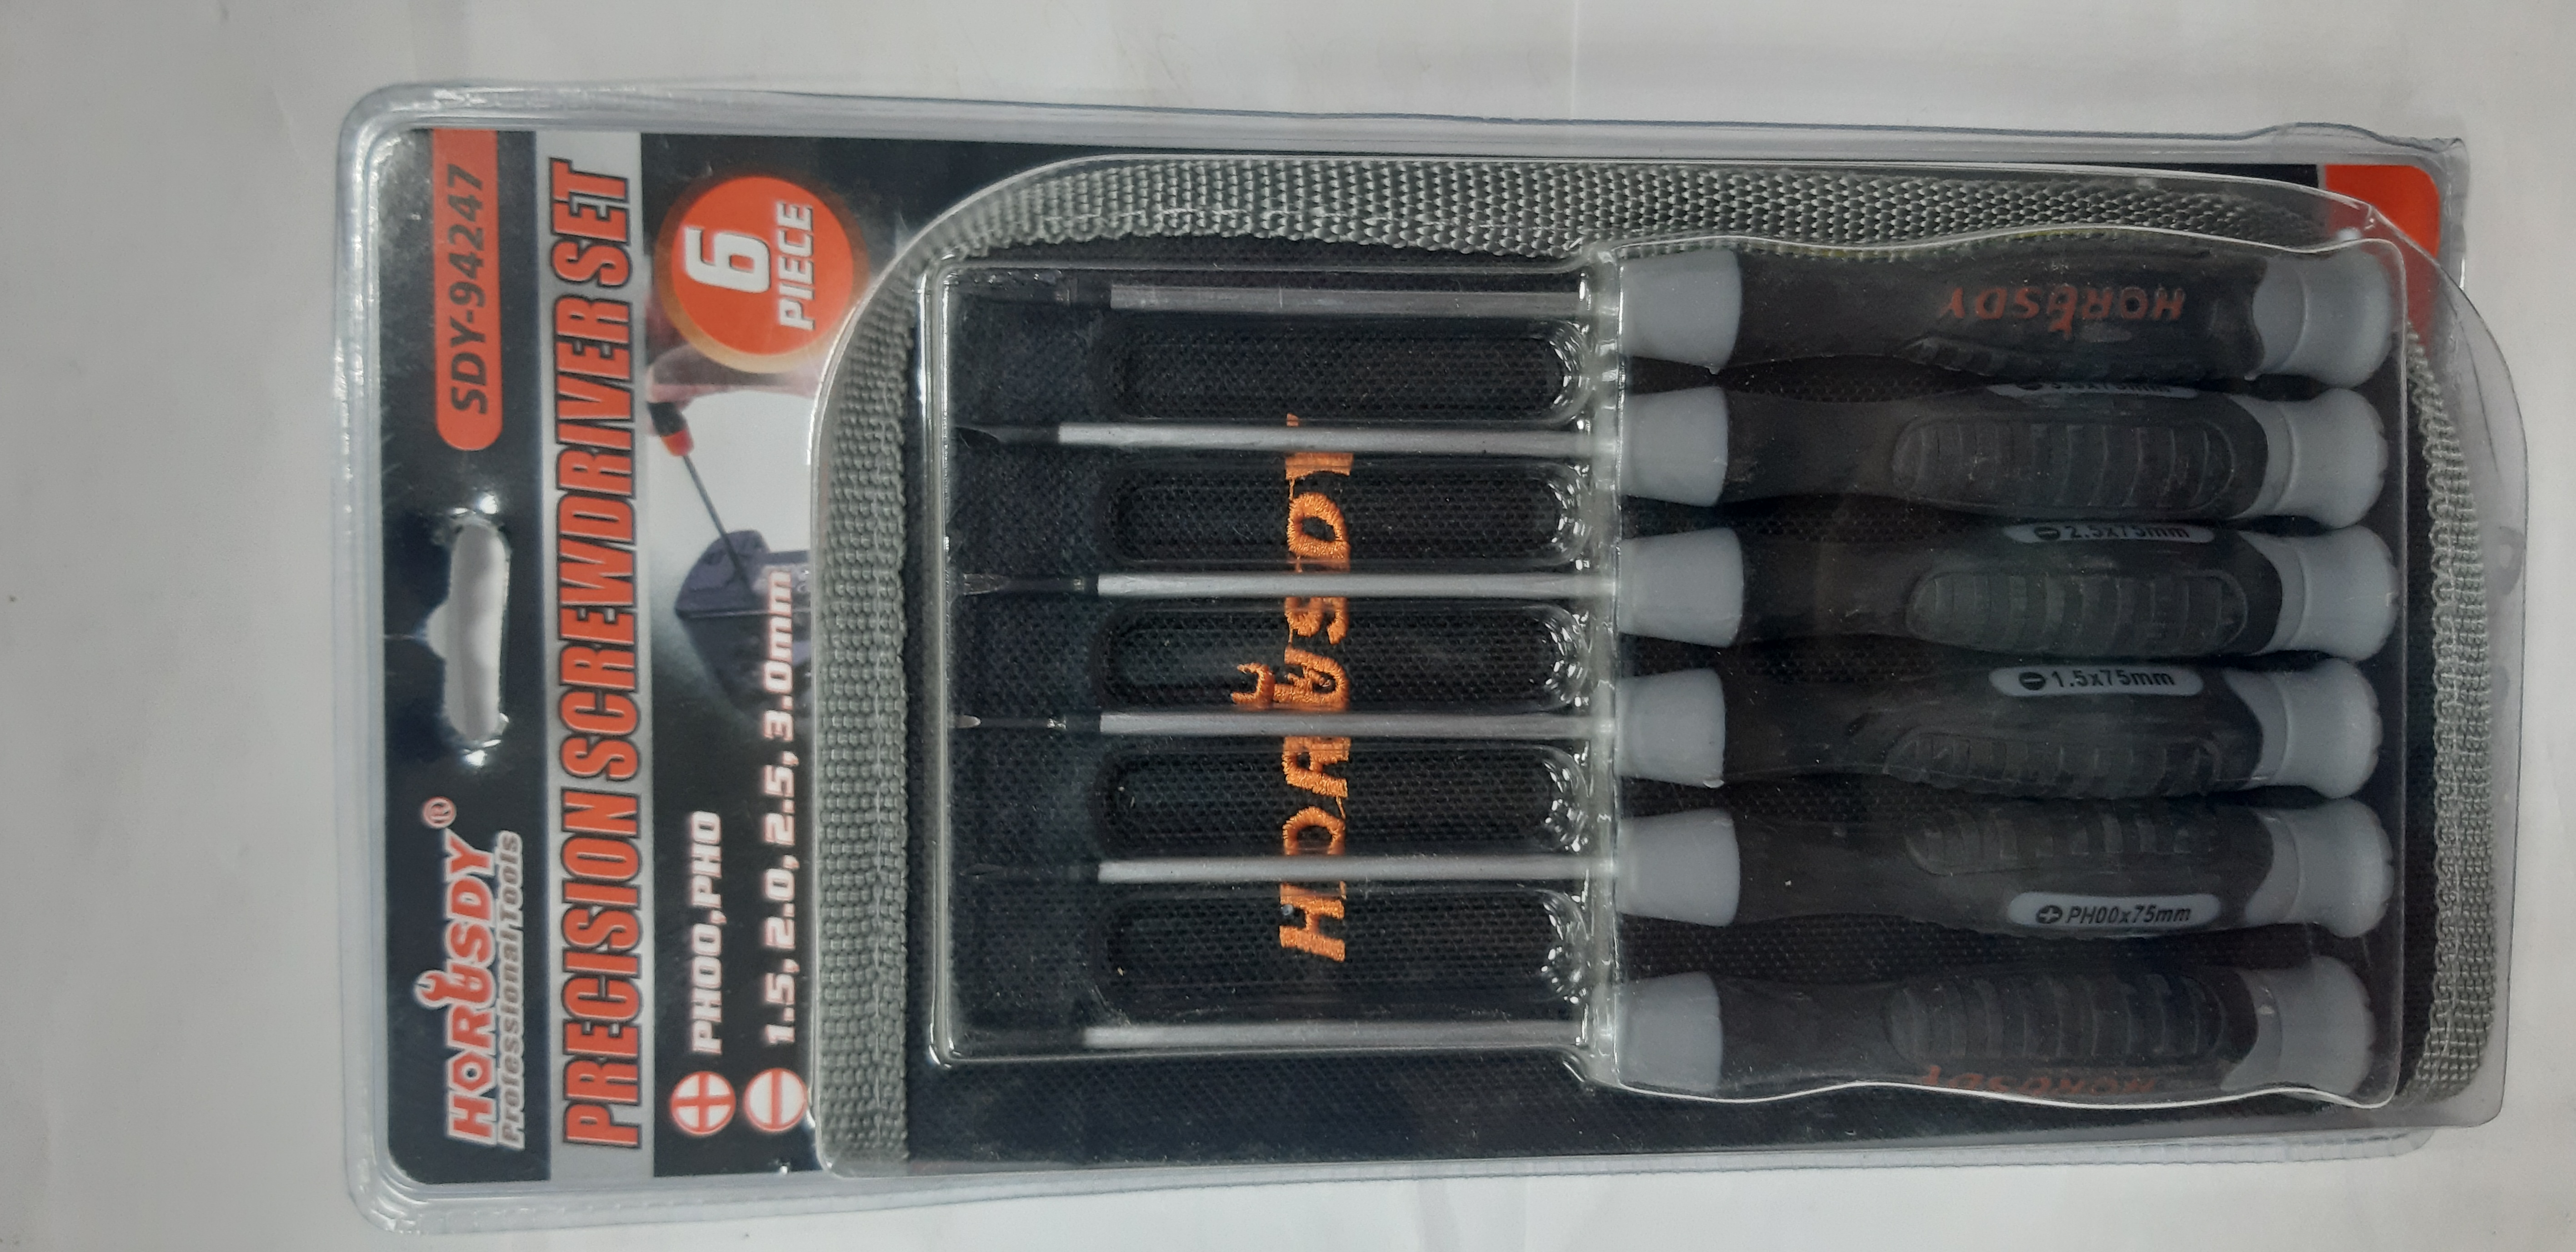 HORUSDY®
Professional Tools
SDY-94247
PRECISION SCREWDRIVER SET
PH00,PH0
1.5, 2.0, 2.5, 3.0mm
6
PIECE
HORUSDY
HORUSDY
2.5x75mm
1.5x75mm
PH00x75mm
HORUSDY